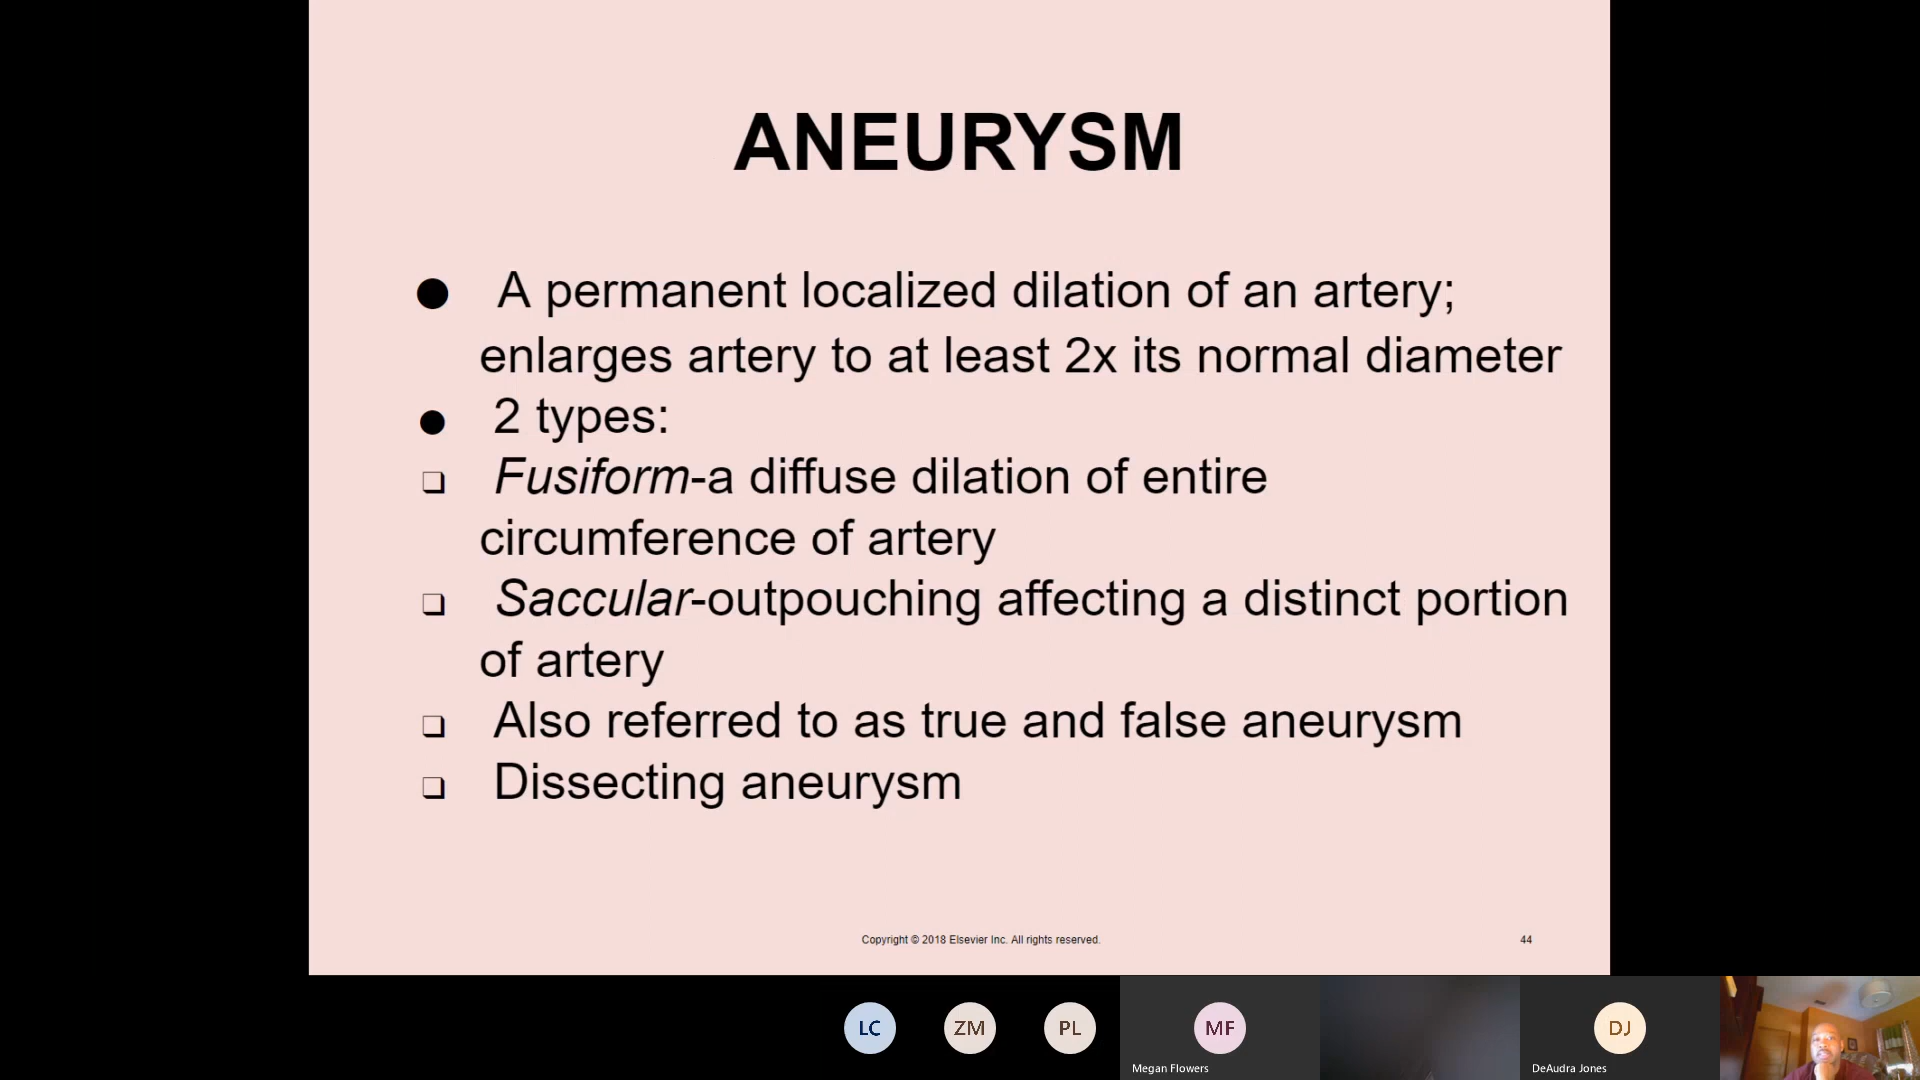 ANEURYSM
● A permanent localized dilation of an artery;
enlarges artery to at least 2x its normal diameter
● 2 types:
❑ Fusiform-a diffuse dilation of entire
circumference of artery
❑ Saccular-outpouching affecting a distinct portion
of artery
❑ Also referred to as true and false aneurysm
❑ Dissecting aneurysm
Copyright © 2018 Elsevier Inc. All rights reserved.
44
LC
ZM
PL
MF
Megan Flowers
DJ
DeAudra Jones